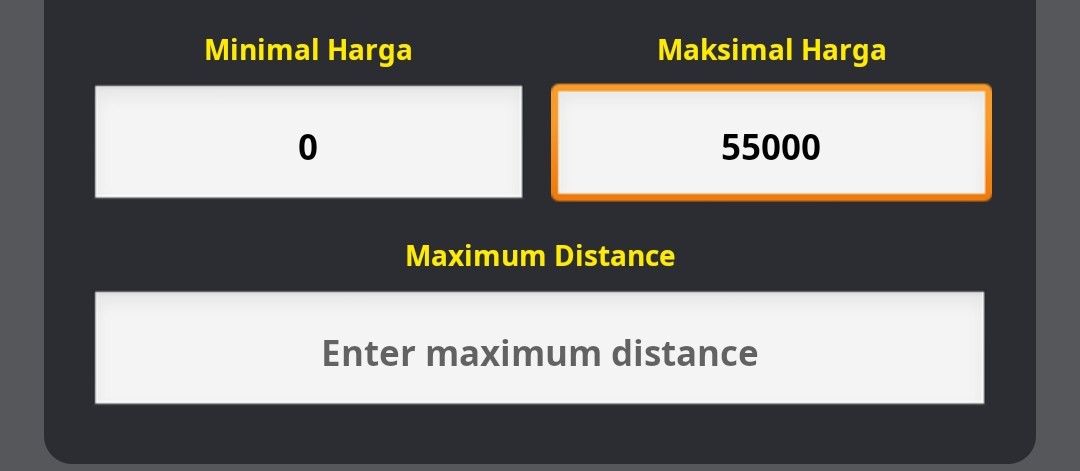 Minimal Harga
Maksimal Harga
0
55000
Maximum Distance
Enter maximum distance